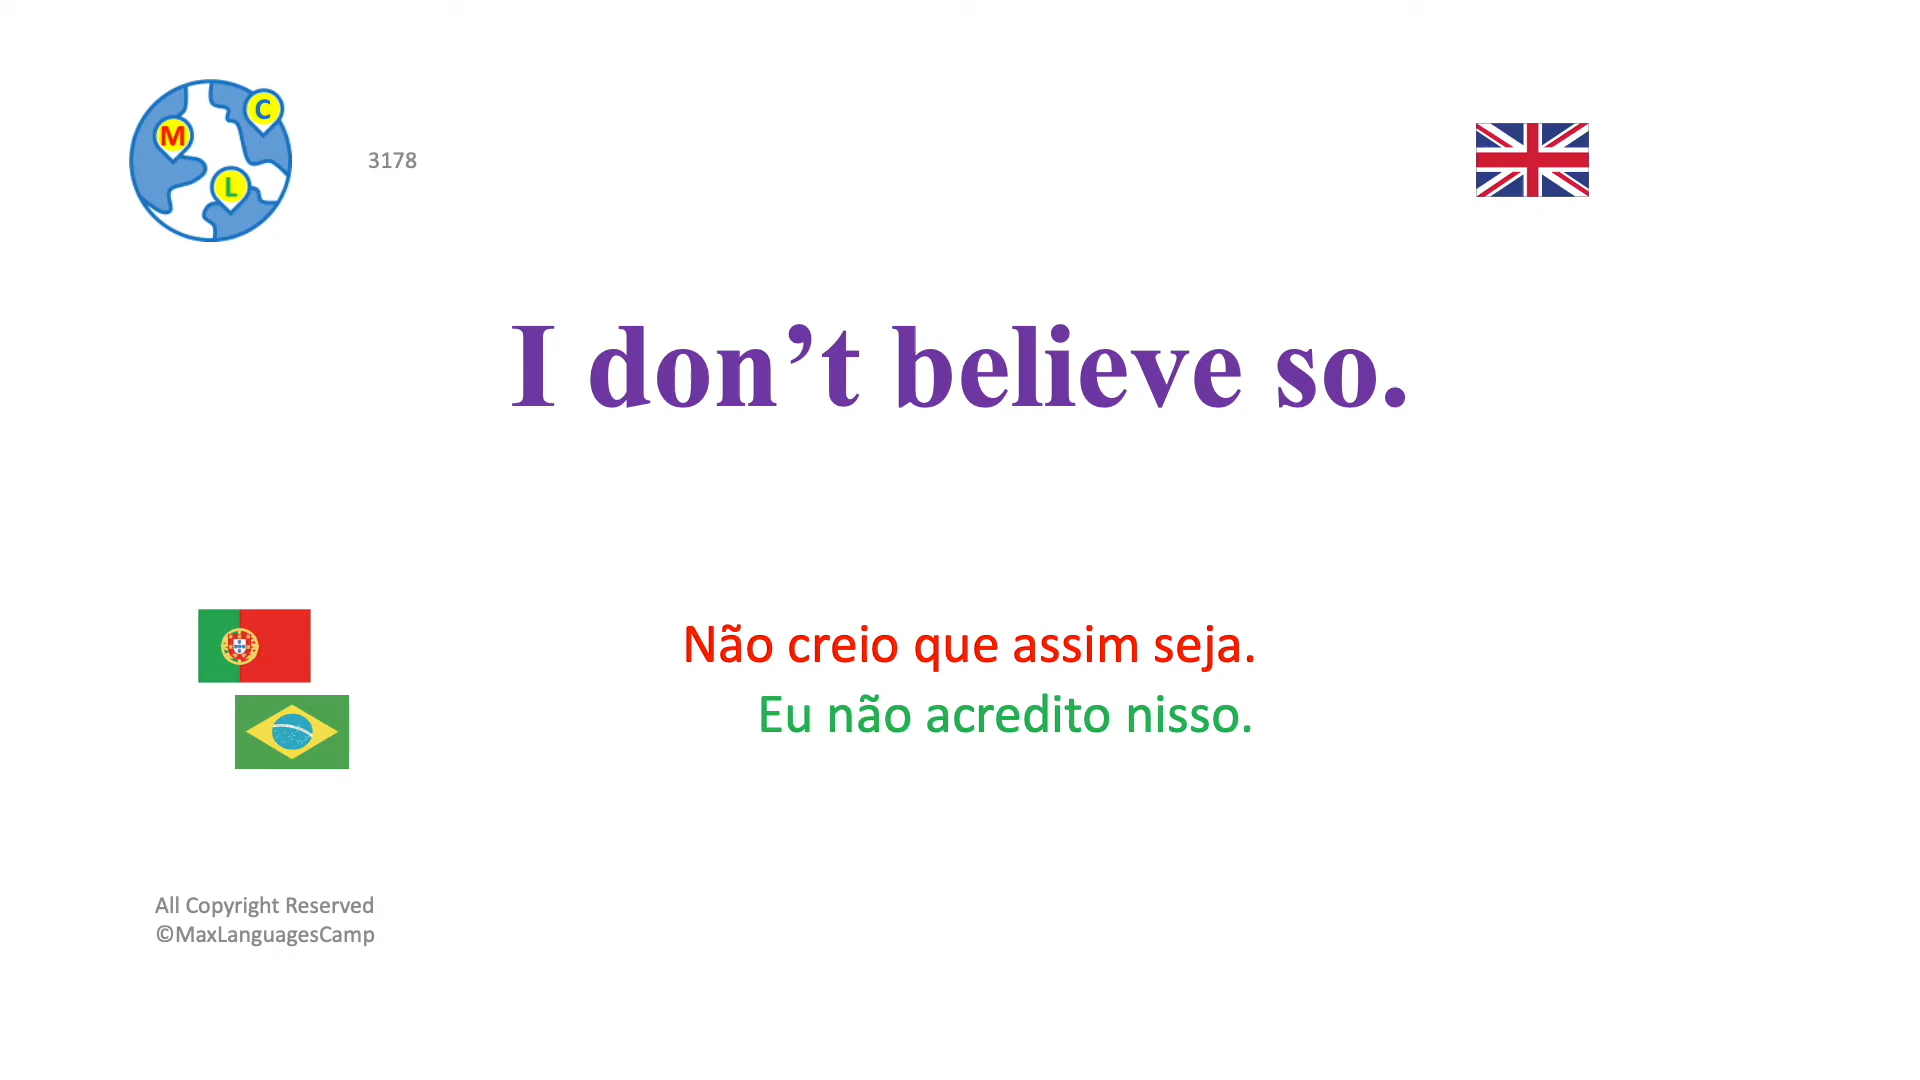 C
M
L
3178
I don’t believe so.
Não creio que assim seja.
Eu não acredito nisso.
All Copyright Reserved
©MaxLanguagesCamp